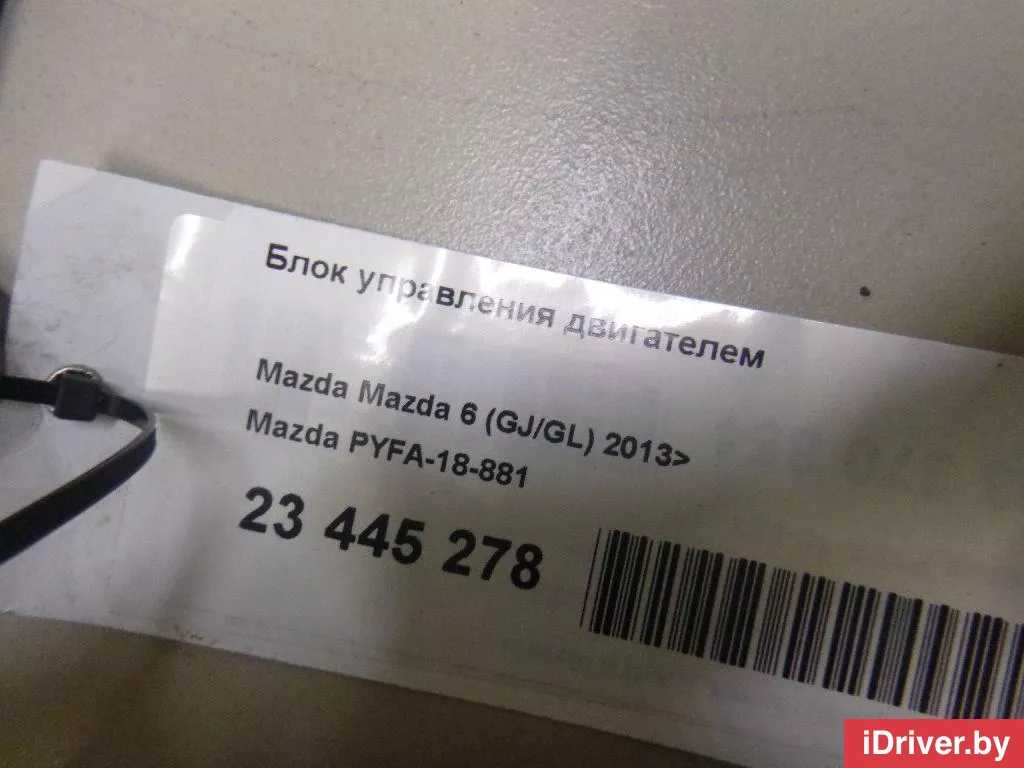 Блок управления двигателем
Mazda Mazda 6 (GJ/GL) 2013>
Mazda PYFA-18-881
23 445 278
iDriver.by